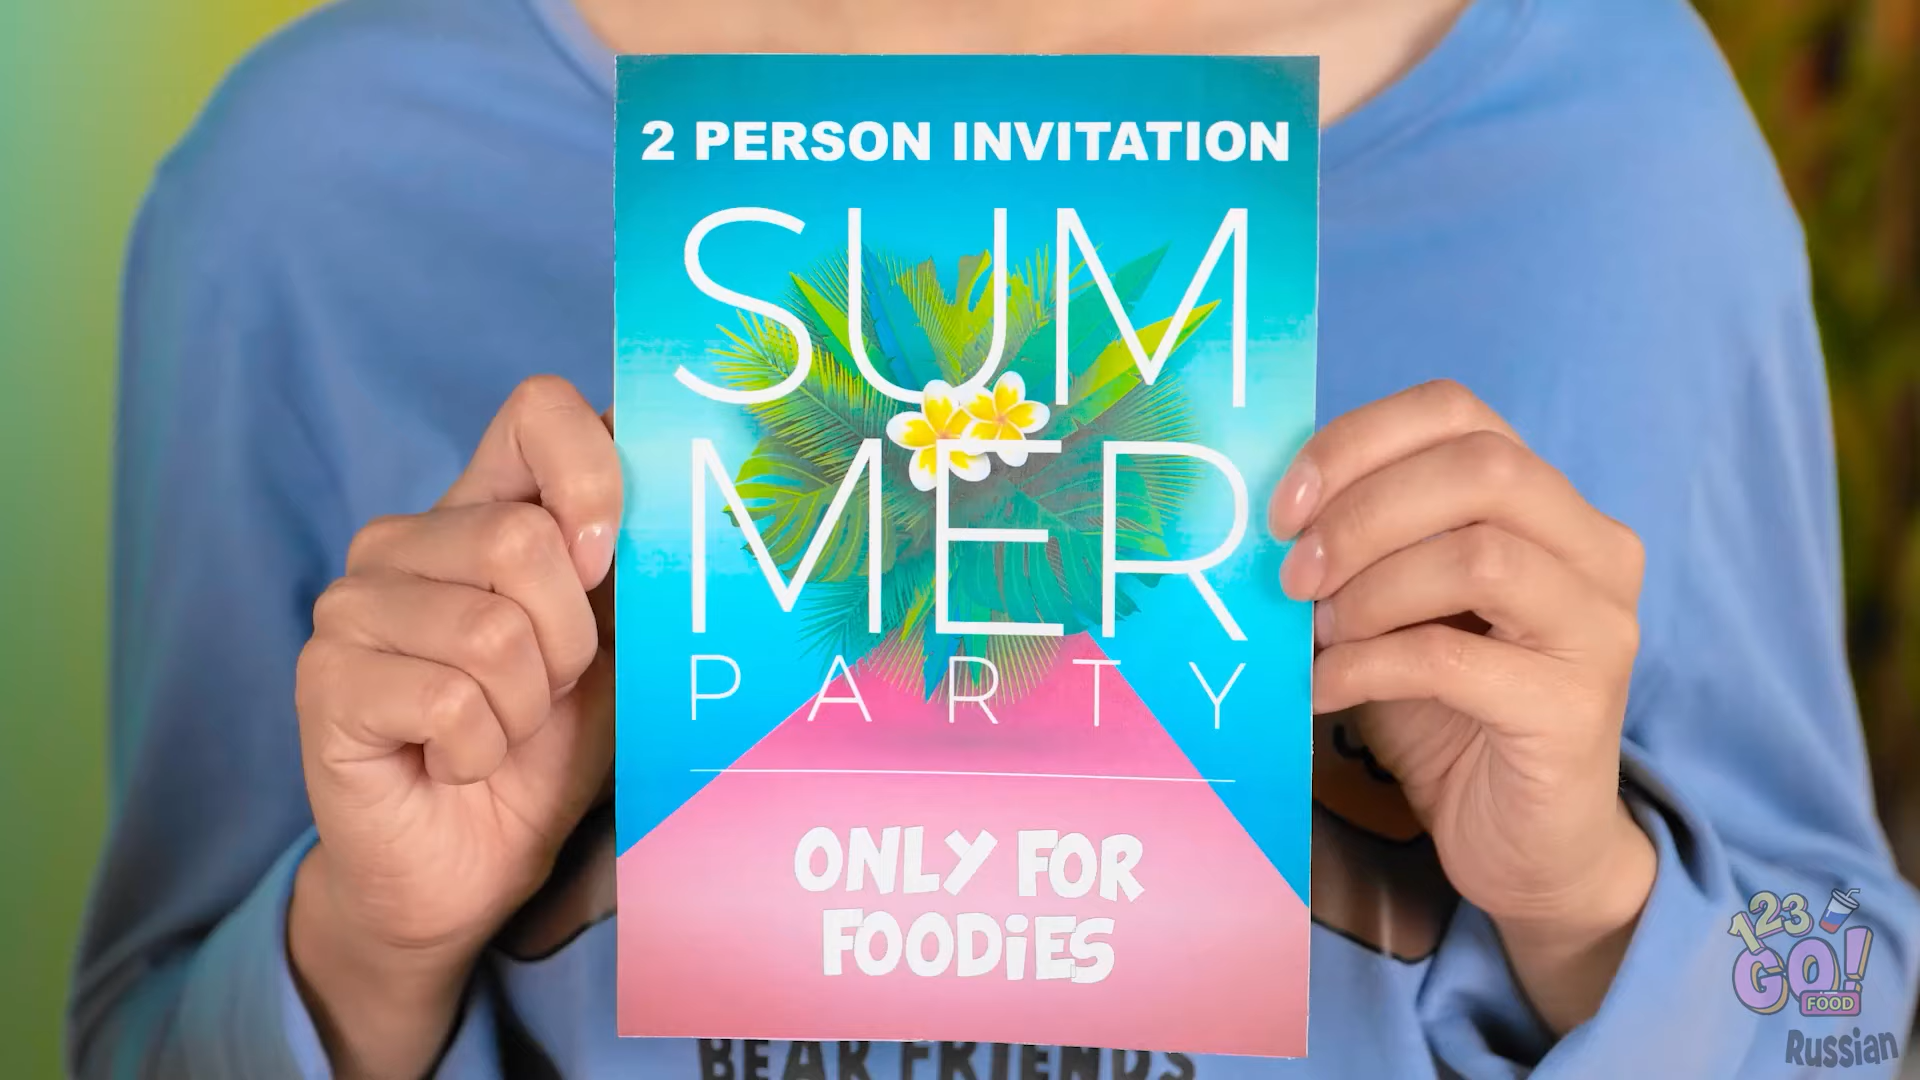 2 PERSON INVITATION
SUM
MER
PARTY
ONLY FOR
FOODiES
BEAR FRIENDS
123
GO!
FOOD
Russian